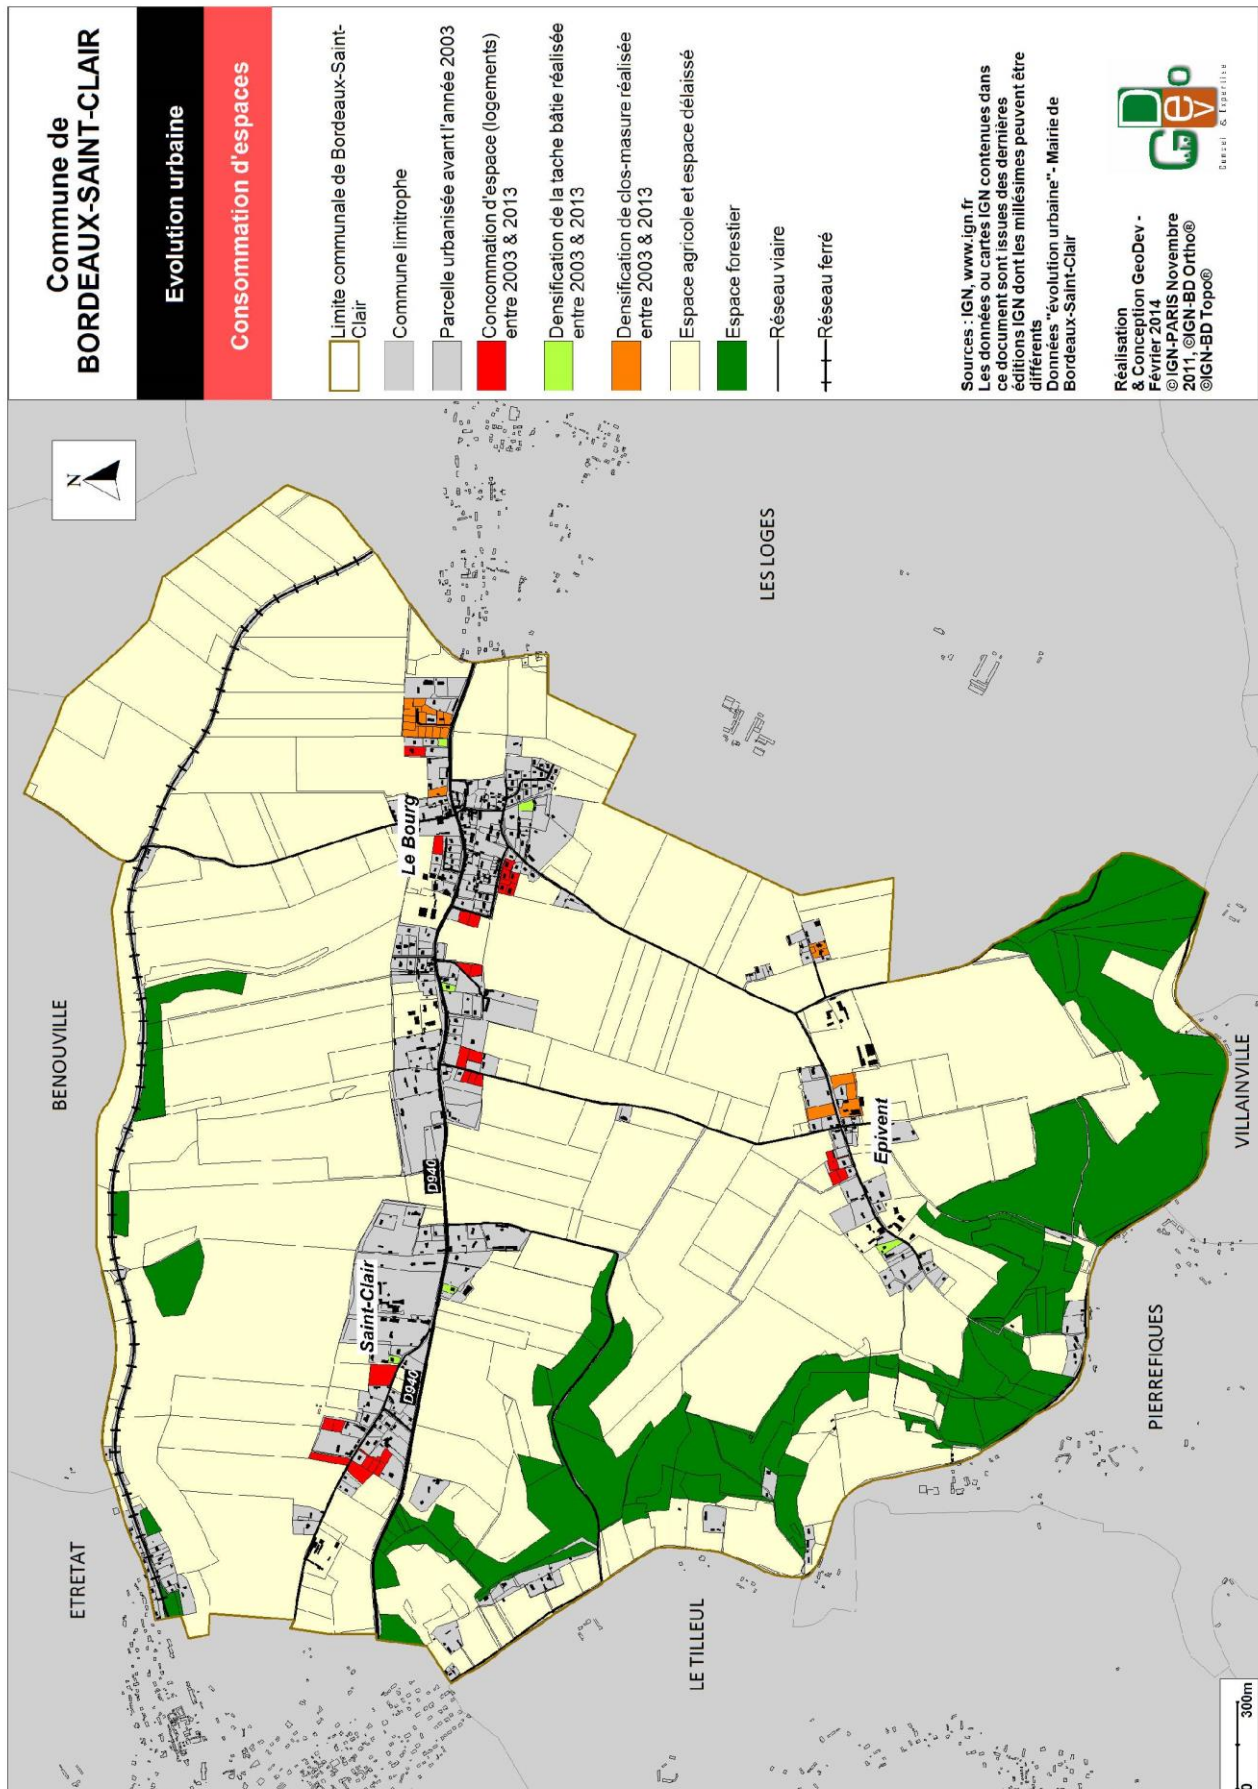 Commune de
BORDEAUX-SAINT-CLAIR
Evolution urbaine
Consommation d'espaces
Limite communale de Bordeaux-Saint-
Clair
Commune limitrophe
Parcelle urbanisée avant l'année 2003
Concommation d'espace (logements)
entre 2003 & 2013
Densification de la tache bâtie réalisée
entre 2003 & 2013
Densification de clos-masure réalisée
entre 2003 & 2013
Espace agricole et espace délaissé
Espace forestier
Réseau viaire
Réseau ferré
Sources : IGN, www.ign.fr
Les données ou cartes IGN contenues dans
ce document sont issues des dernières
éditions IGN dont les millésimes peuvent être
différents
Données "évolution urbaine"- Mairie de
Bordeaux-Saint-Clair
Réalisation
& Conception GeoDev -
Février 2014
©IGN-PARIS Novembre
2011, ©IGN-BD Ortho®
©IGN-BD Topo®
GeoDev
Conseil & Expertise
N
ETRETAT
BENOUVILLE
LES LOGES
Le Bourg
Saint-Clair
D940
D940
Epivent
LE TILLEUL
PIERREFIQUES
VILLAINVILLE
0 300m